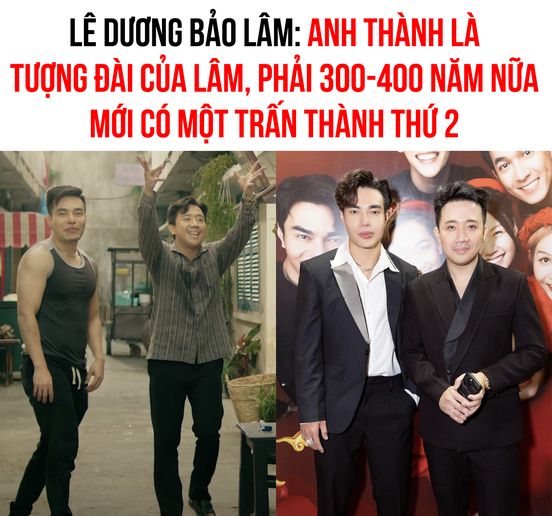 LÊ DƯƠNG BẢO LÂM: ANH THÀNH LÀ
TƯỢNG ĐÀI CỦA LÂM, PHẢI 300-400 NĂM NỮA
MỚI CÓ MỘT TRẤN THÀNH THỨ 2